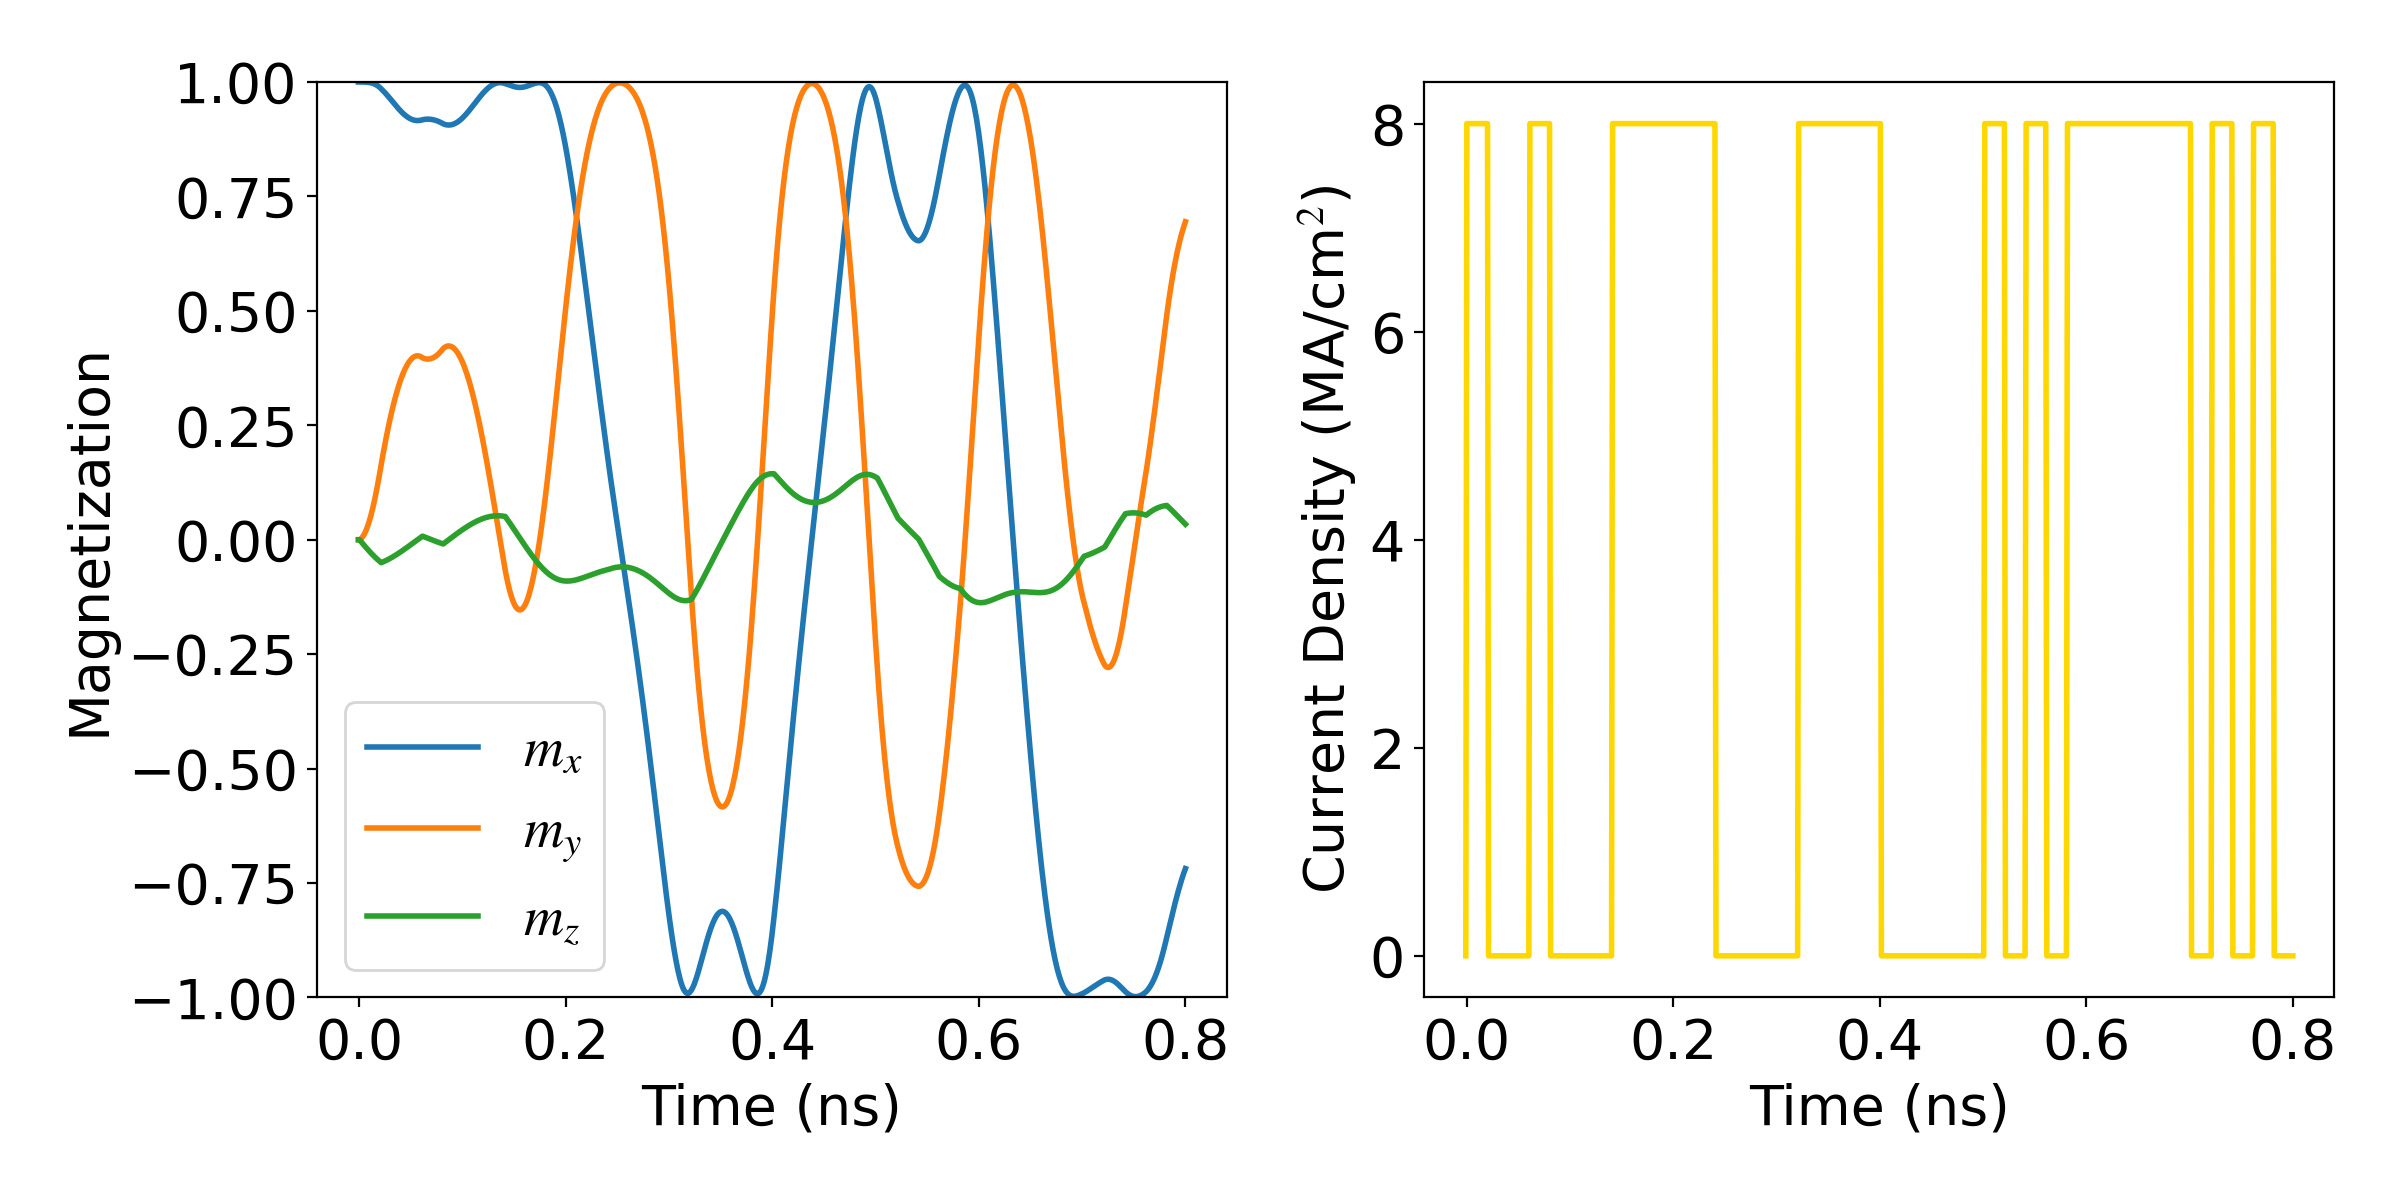 1.00
0.75
0.50
0.25
0.00
−0.25
−0.50
−0.75
−1.00
Magnetization
m_x
m_y
m_z
0.0 0.2 0.4 0.6 0.8
Time (ns)
8
6
4
2
0
Current Density (MA/cm²)
0.0 0.2 0.4 0.6 0.8
Time (ns)